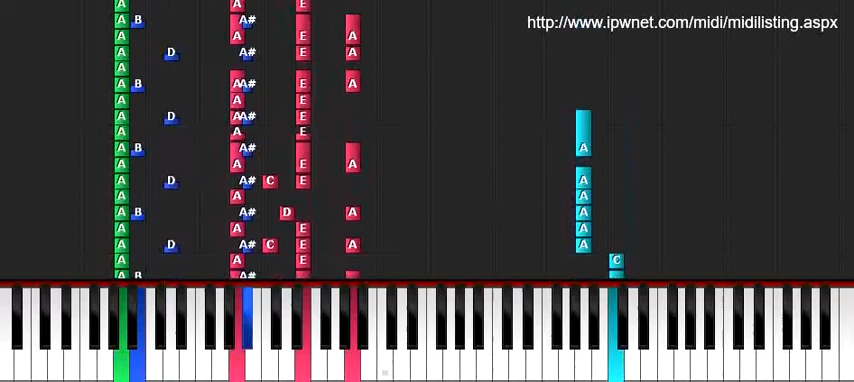 A A E
B A#
http://www.ipwnet.com/midi/midilisting.aspx
A A A
A D A# E A
A
A B A A# E A
A A E
A D A A# E
A A E
A B A# A
A A E A
A D A# C E A
A A A
A B A# D A A
A E A
A D A# C E A A
A A E C
A B A# E A